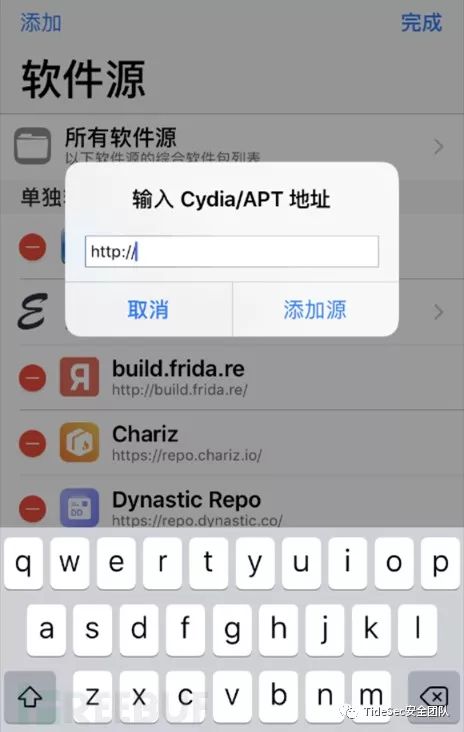 添加 完成
软件源
所有软件源
以下软件源的综合软件包列表
单独
输入 Cydia/APT 地址
http://
取消 添加源
build.frida.re
http://build.frida.re/
Chariz
https://repo.chariz.io/
Dynastic Repo
https://repo.dynastic.co/
q w e r t y u i o p
a s d f g h j k l
z x c v b n m
REEBUF
TideSec安全团队